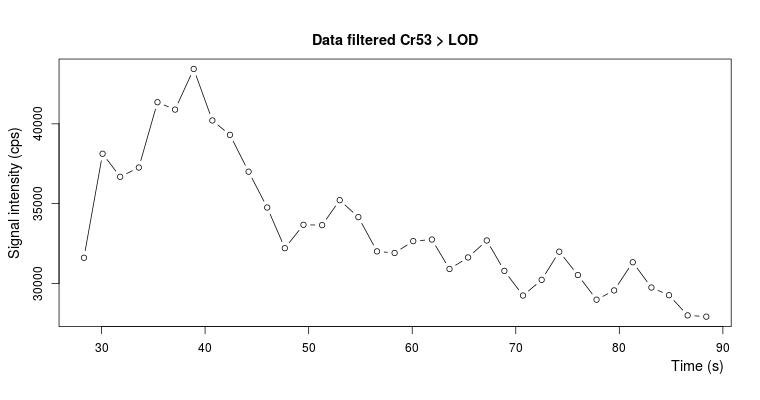 Data filtered Cr53 > LOD
Signal intensity (cps)
40000
35000
30000
30 40 50 60 70 80 90
Time (s)